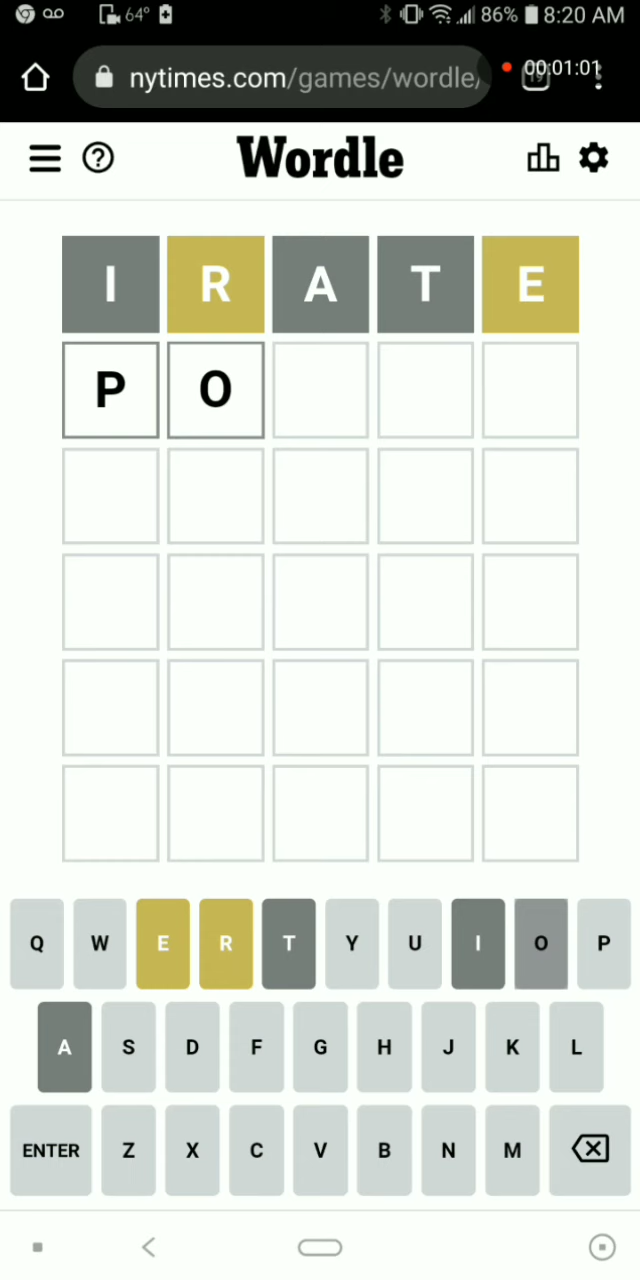 64° 86% 8:20 AM
nytimes.com/games/wordle/ 00:01:01
Wordle
I R A T E
P O
Q W E R T Y U I O P
A S D F G H J K L
ENTER Z X C V B N M